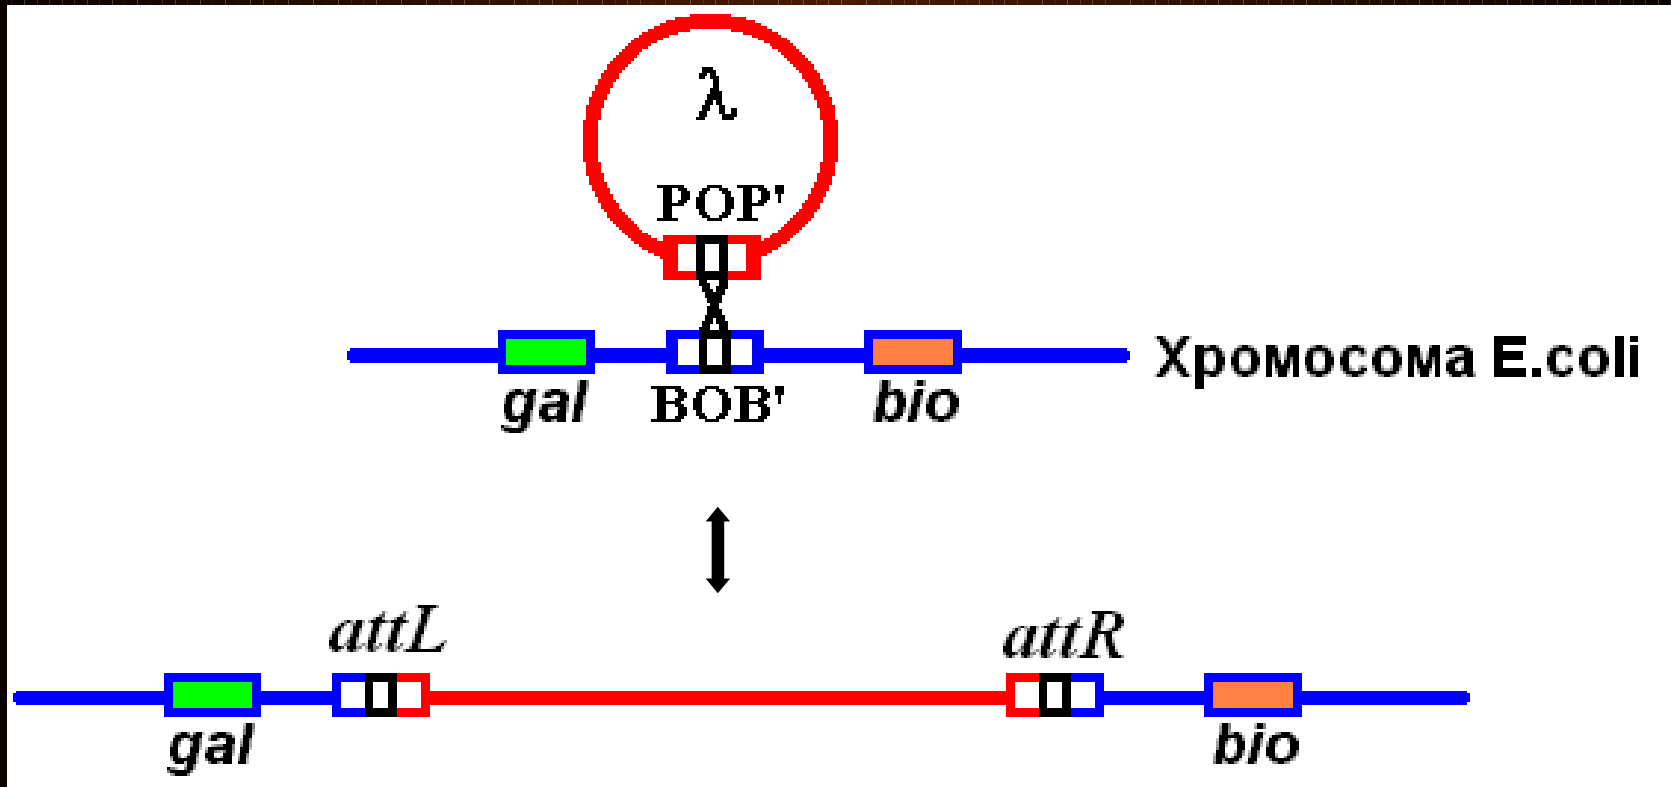 λ
POP'
Хромосома E.coli
gal BOB' bio
attL attR
gal bio